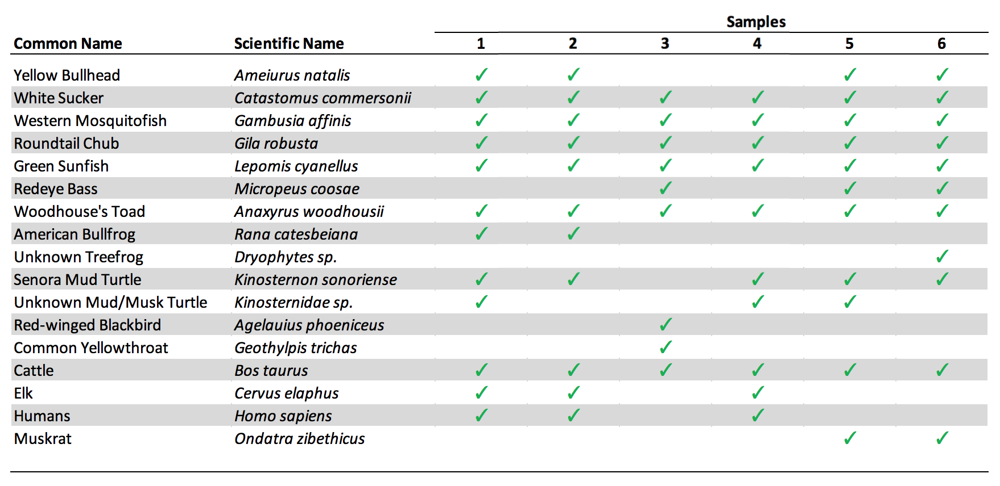 Samples
Common Name Scientific Name 1 2 3 4 5 6
Yellow Bullhead Ameiurus natalis ✓ ✓ ✓ ✓
White Sucker Catastomus commersonii ✓ ✓ ✓ ✓ ✓ ✓
Western Mosquitofish Gambusia affinis ✓ ✓ ✓ ✓ ✓ ✓
Roundtail Chub Gila robusta ✓ ✓ ✓ ✓ ✓ ✓
Green Sunfish Lepomis cyanellus ✓ ✓ ✓ ✓ ✓ ✓
Redeye Bass Micropeus coosae ✓ ✓ ✓
Woodhouse's Toad Anaxyrus woodhousii ✓ ✓ ✓ ✓ ✓ ✓
American Bullfrog Rana catesbeiana ✓ ✓
Unknown Treefrog Dryophytes sp. ✓
Senora Mud Turtle Kinosternon sonoriense ✓ ✓ ✓ ✓ ✓
Unknown Mud/Musk Turtle Kinosternidae sp. ✓ ✓ ✓
Red-winged Blackbird Agelauius phoeniceus ✓
Common Yellowthroat Geothylpis trichas ✓
Cattle Bos taurus ✓ ✓ ✓ ✓ ✓ ✓
Elk Cervus elaphus ✓ ✓ ✓
Humans Homo sapiens ✓ ✓ ✓
Muskrat Ondatra zibethicus ✓ ✓